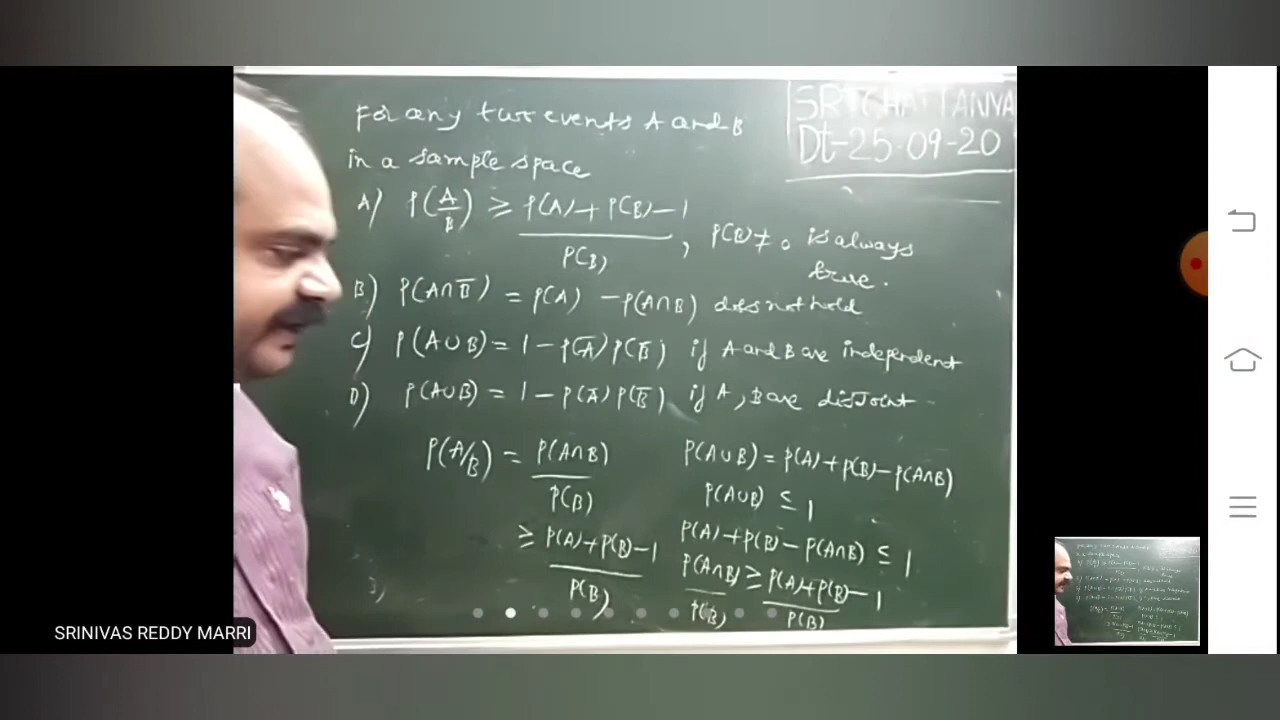 For any two events A and B
in a sample space
SRI CHAITANYA
Dt-25.09-20
A) P(A/B) ≥ P(A)+P(B)-1 / P(B), P(B) ≠ 0 is always
true.
B) P(A∩B̅) = P(A) - P(A∩B) does not hold
C) P(A∪B) = 1 - P(A̅) P(B̅) if A and B are independent
D) P(A∪B) = 1 - P(A̅) P(B̅) if A, B are disjoint
P(A/B) = P(A∩B) / P(B)
≥ P(A)+P(B)-1 / P(B)
P(A∪B) = P(A)+P(B)-P(A∩B)
P(A∪B) ≤ 1
P(A)+P(B)-P(A∩B) ≤ 1
P(A∩B) / P(B) ≥ P(A)+P(B)-1 / P(B)
SRINIVAS REDDY MARRI